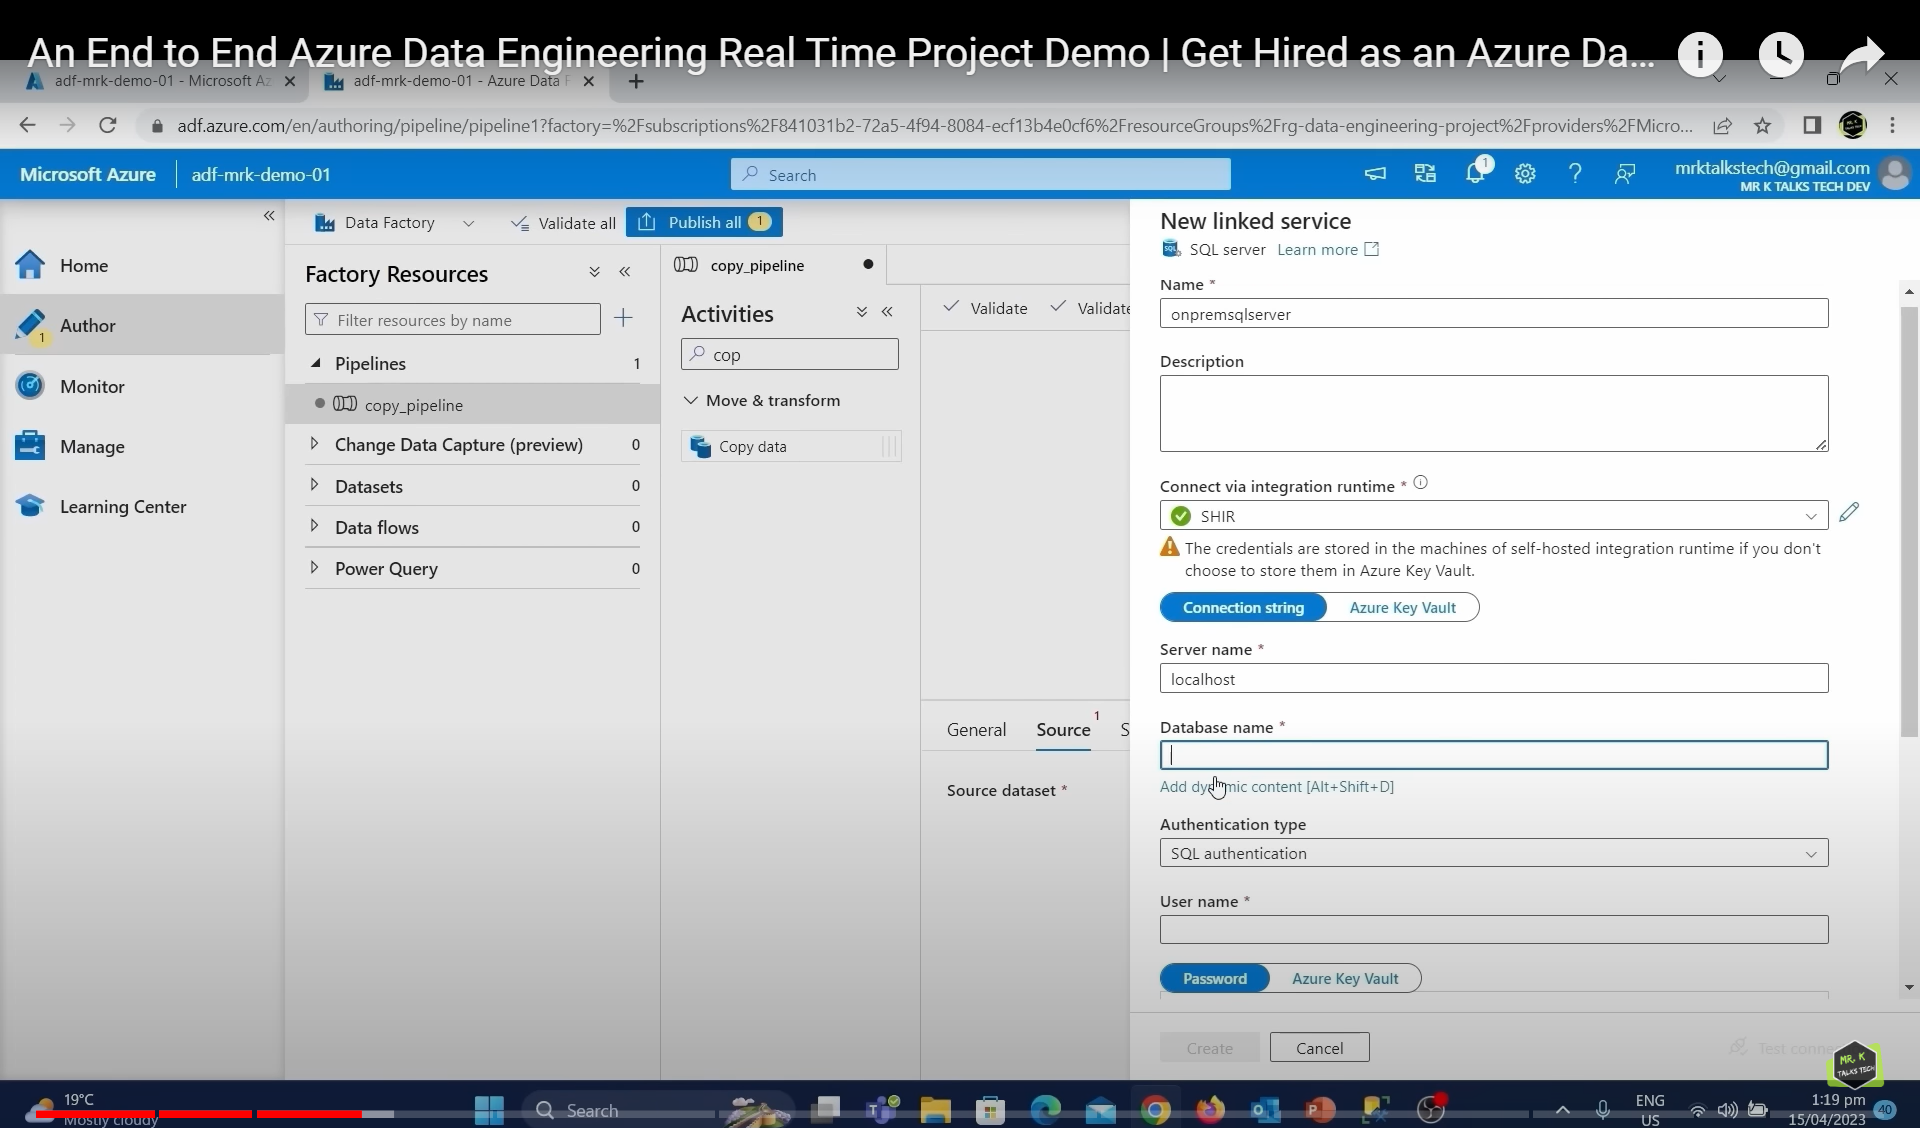 An End to End Azure Data Engineering Real Time Project Demo | Get Hired as an Azure Da...
adf-mrk-demo-01 - Microsoft Az
adf-mrk-demo-01 - Azure Data F
adf.azure.com/en/authoring/pipeline/pipeline1?factory=%2Fsubscriptions%2F841031b2-72a5-4f94-8084-ecf13b4e0cf6%2FresourceGroups%2Frg-data-engineering-project%2Fproviders%2FMicro...
Microsoft Azure
adf-mrk-demo-01
Search
1
mrktalkstech@gmail.com
MR K TALKS TECH DEV
Home
Author
1
Monitor
Manage
Learning Center
Data Factory
Validate all
Publish all 1
Factory Resources
Filter resources by name
Pipelines 1
copy_pipeline
Change Data Capture (preview) 0
Datasets 0
Data flows 0
Power Query 0
copy_pipeline
Activities
cop
Move & transform
Copy data
Validate
Validate
General
Source 1
S
Source dataset *
New linked service
SQL server Learn more
Name *
onpremsqlserver
Description
Connect via integration runtime *
SHIR
The credentials are stored in the machines of self-hosted integration runtime if you don't
choose to store them in Azure Key Vault.
Connection string
Azure Key Vault
Server name *
localhost
Database name *
Add dynamic content [Alt+Shift+D]
Authentication type
SQL authentication
User name *
Password
Azure Key Vault
Create
Cancel
Test conne
MR. K
TALKS TECH
19°C
Mostly cloudy
Search
ENG
US
1:19 pm
15/04/2023
40